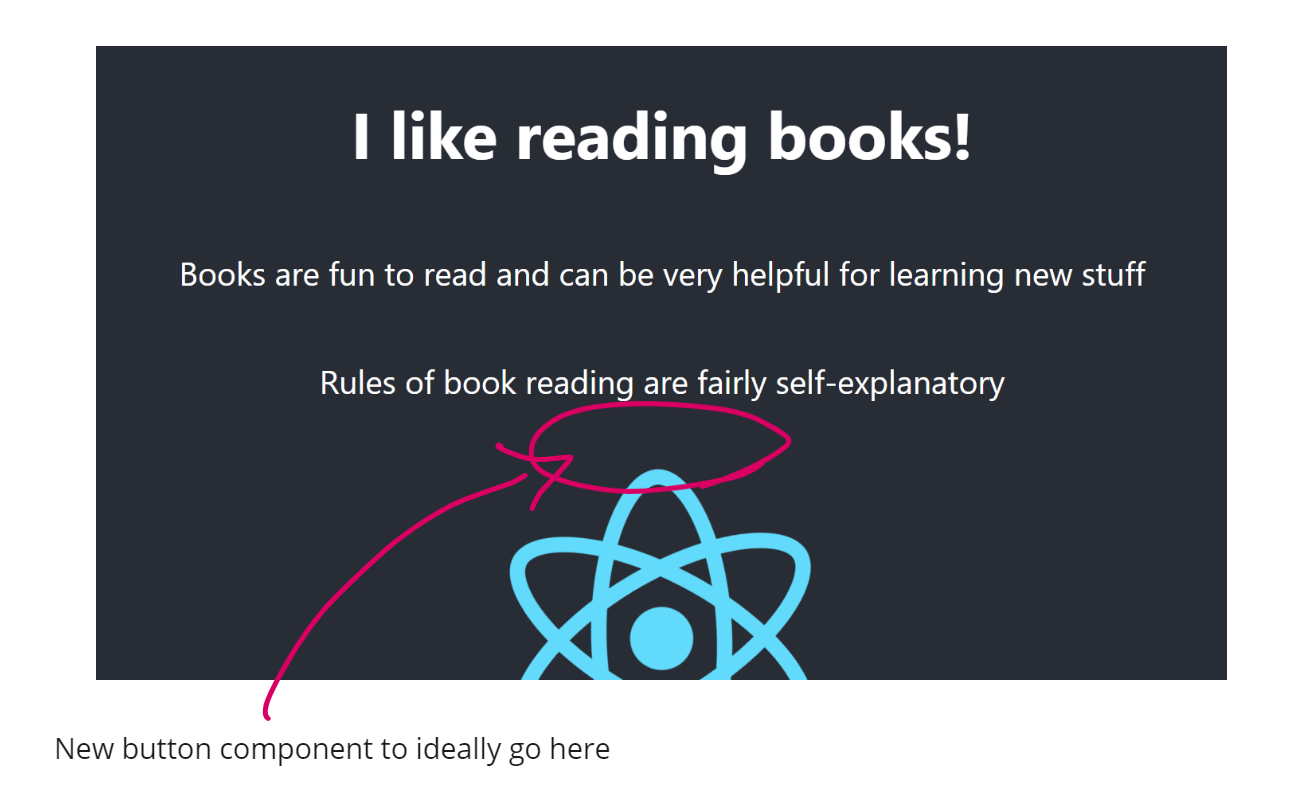 I like reading books!
Books are fun to read and can be very helpful for learning new stuff
Rules of book reading are fairly self-explanatory
New button component to ideally go here